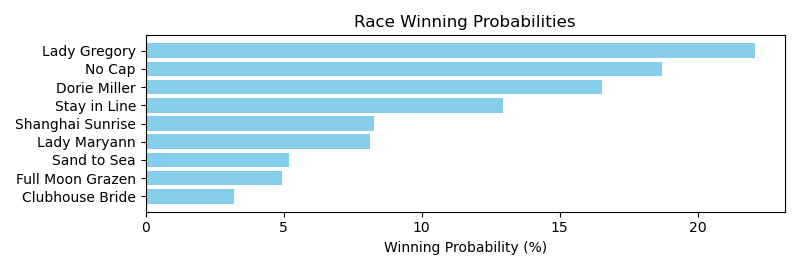 Race Winning Probabilities
Lady Gregory
No Cap
Dorie Miller
Stay in Line
Shanghai Sunrise
Lady Maryann
Sand to Sea
Full Moon Grazen
Clubhouse Bride
0 5 10 15 20
Winning Probability (%)